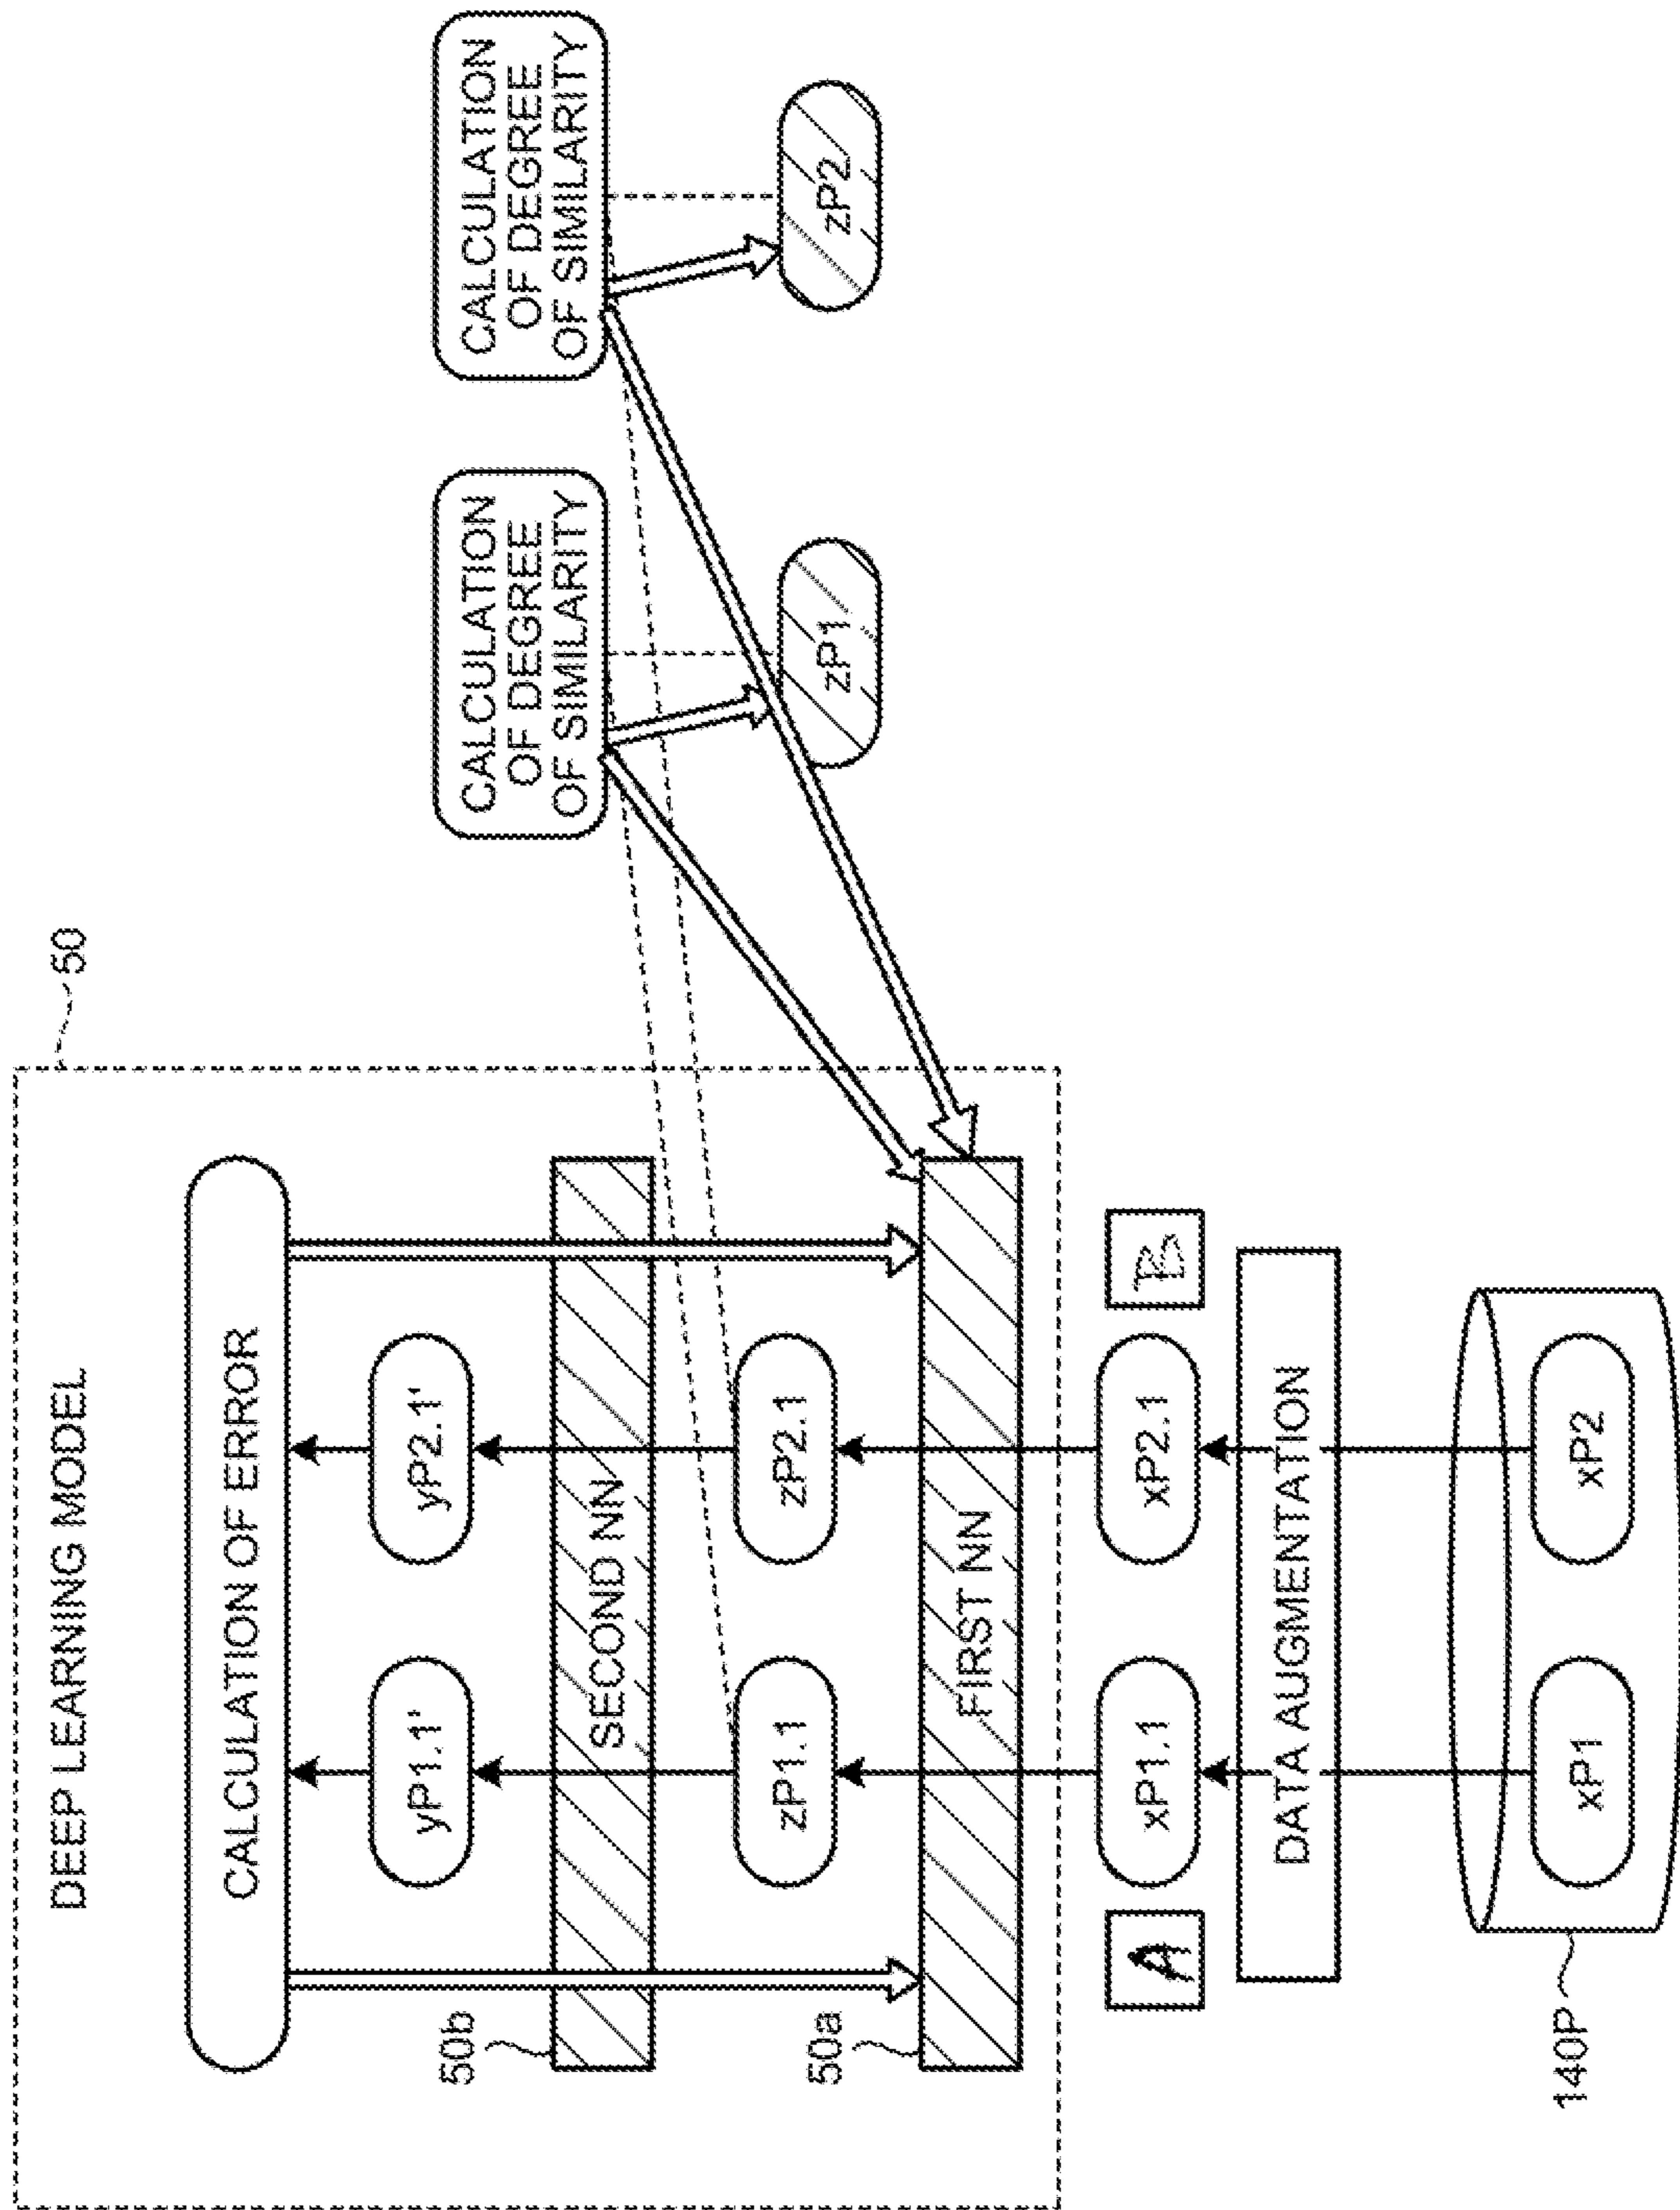 50
DEEP LEARNING MODEL
CALCULATION OF ERROR
yP1.1'
yP2.1'
CALCULATION
OF DEGREE
OF SIMILARITY
CALCULATION
OF DEGREE
OF SIMILARITY
50b
SECOND NN
zP1.1
zP2.1
zP1
zP2
50a
FIRST NN
A
xP1.1
xP2.1
B
DATA AUGMENTATION
140P
xP1
xP2